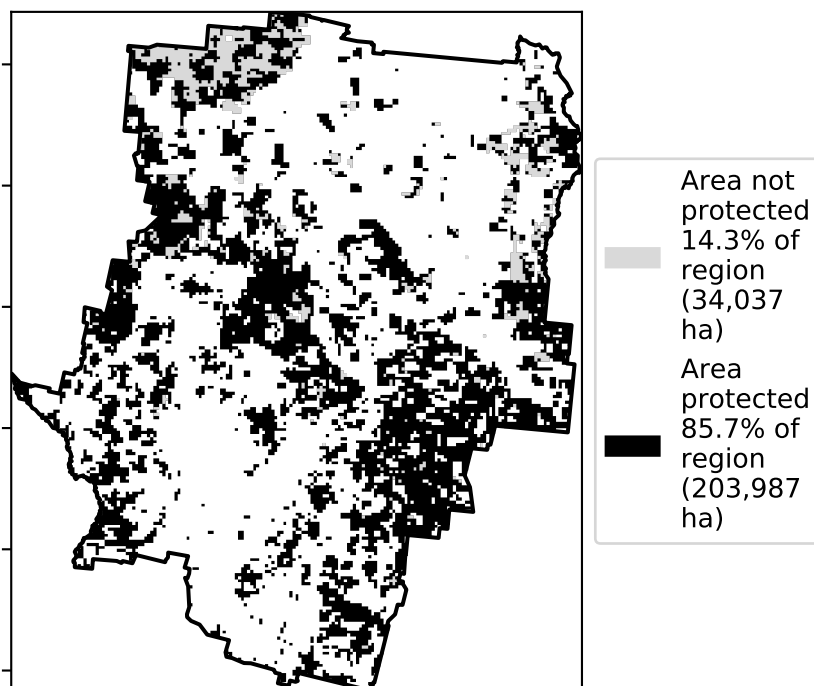 Area not
protected
14.3% of
region
(34,037
ha)
Area
protected
85.7% of
region
(203,987
ha)